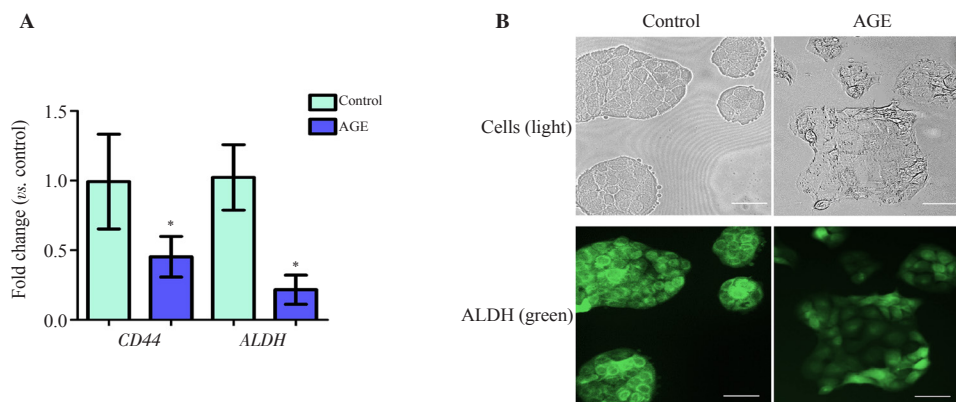 A
Control
AGE
Fold change (vs. control)
1.5
1.0
0.5
0.0
*
*
CD44
ALDH
B
Control
AGE
Cells (light)
ALDH (green)